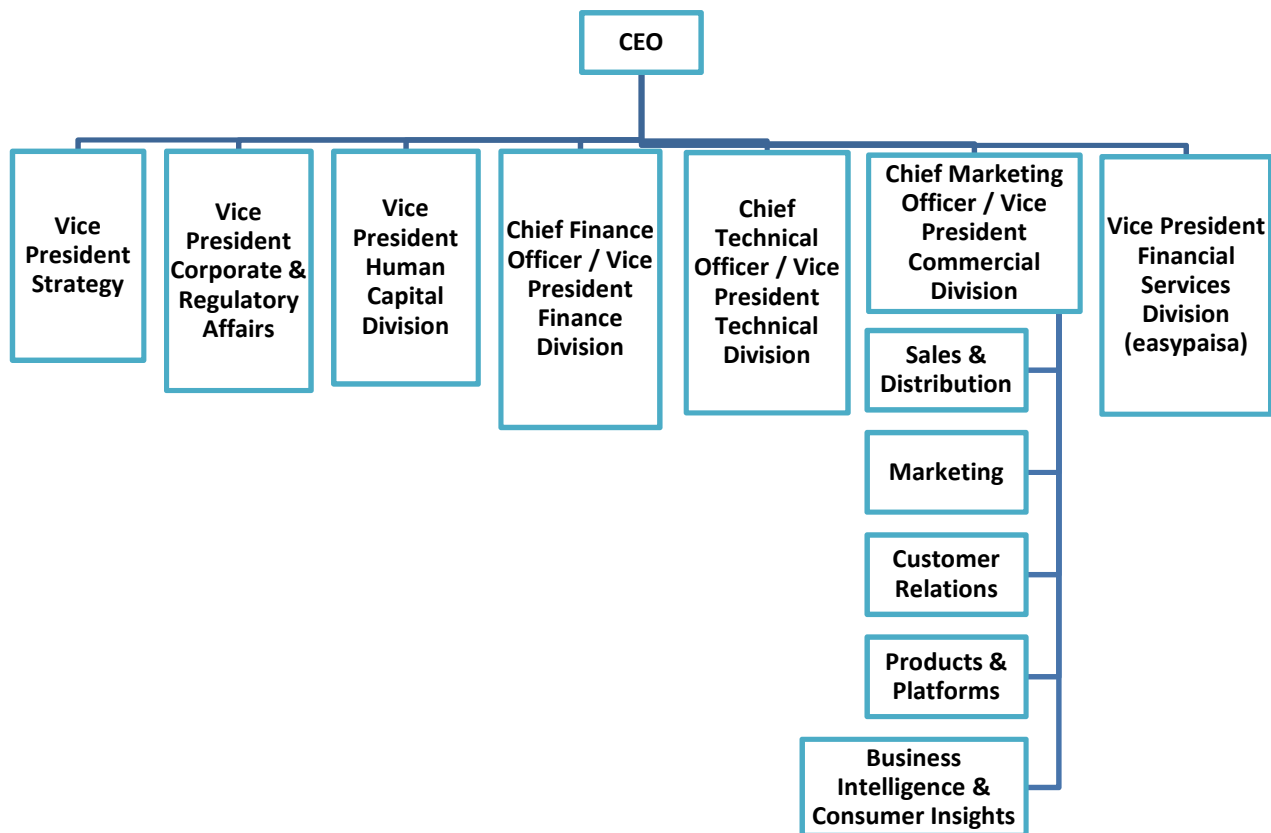 CEO
Vice
President
Strategy
Vice
President
Corporate &
Regulatory
Affairs
Vice
President
Human
Capital
Division
Chief Finance
Officer / Vice
President
Finance
Division
Chief
Technical
Officer / Vice
President
Technical
Division
Chief Marketing
Officer / Vice
President
Commercial
Division
Vice President
Financial
Services
Division
(easypaisa)
Sales &
Distribution
Marketing
Customer
Relations
Products &
Platforms
Business
Intelligence &
Consumer Insights